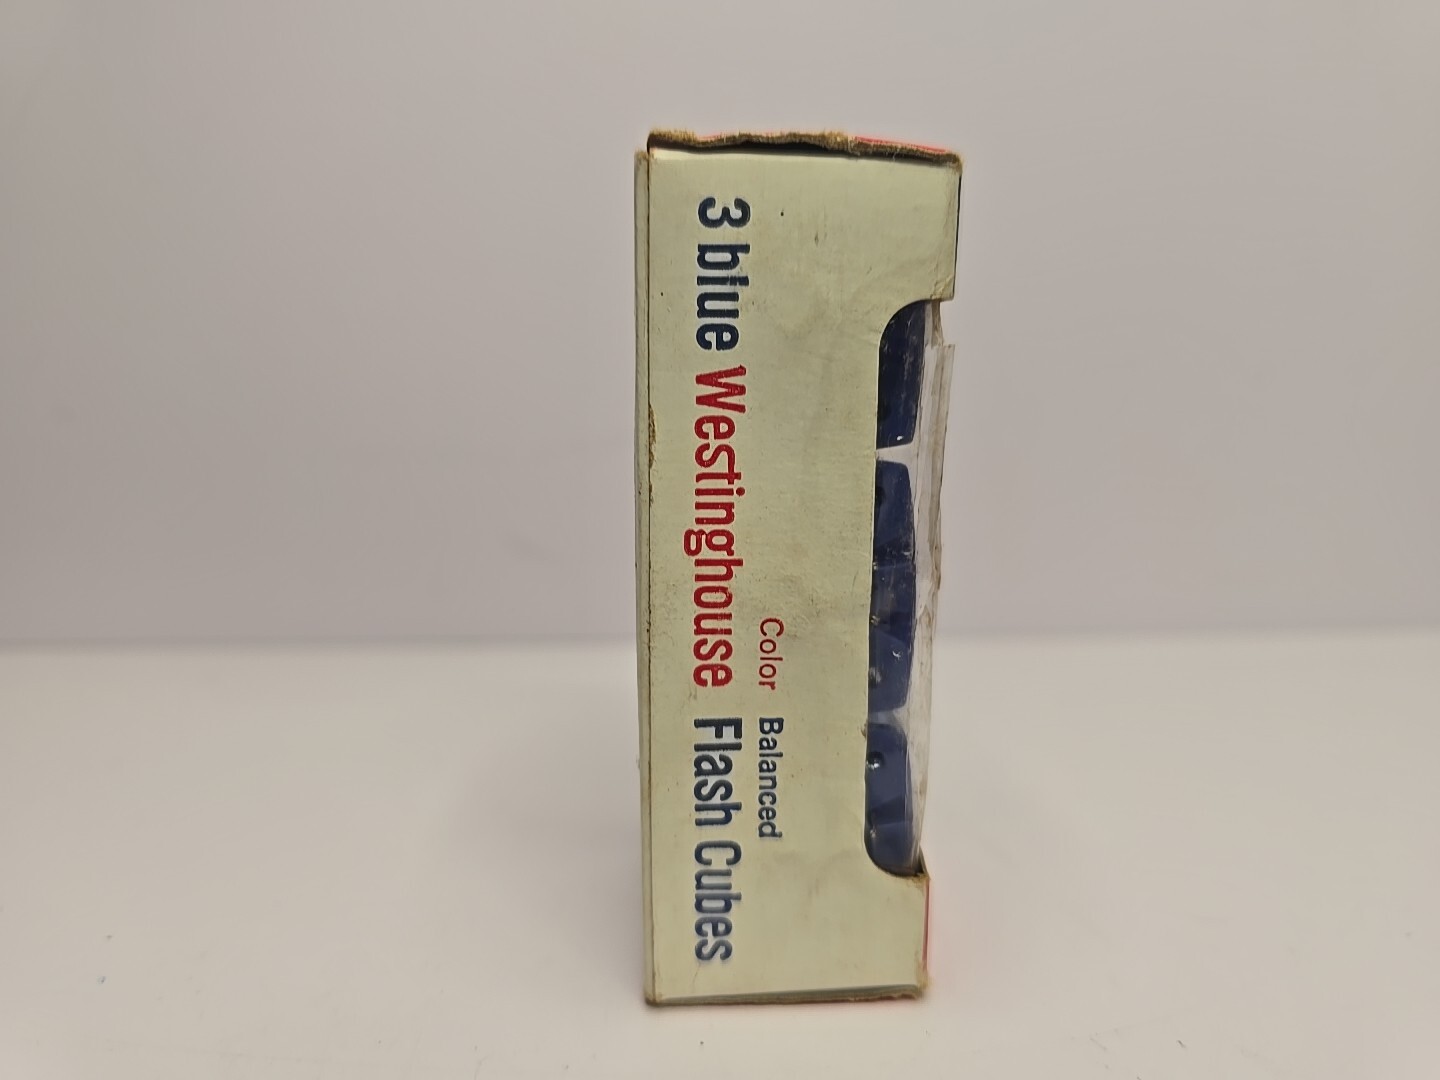 Color Balanced
3 blue Westinghouse Flash Cubes